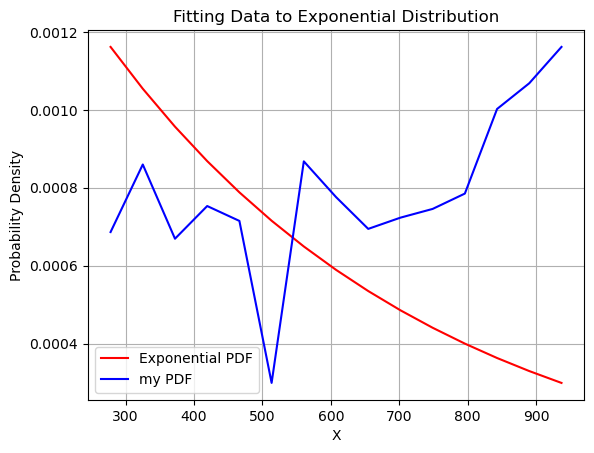 Fitting Data to Exponential Distribution
0.0012
0.0010
0.0008
0.0006
0.0004
Probability Density
Exponential PDF
my PDF
300 400 500 600 700 800 900
X